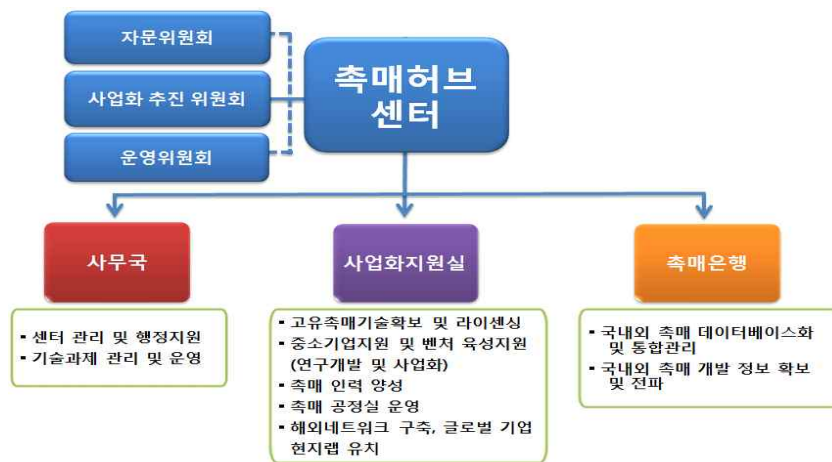 자문위원회
사업화 추진 위원회
운영위원회
촉매허브
센터
사무국
사업화지원실
촉매은행
▪ 센터 관리 및 행정지원
▪ 기술과제 관리 및 운영
▪ 고유촉매기술확보 및 라이센싱
▪ 중소기업지원 및 벤처 육성지원
(연구개발 및 사업화)
▪ 촉매 인력 양성
▪ 촉매 공정실 운영
▪ 해외네트워크 구축, 글로벌 기업
현지랩 유치
▪ 국내외 촉매 데이터베이스화
및 통합관리
▪ 국내외 촉매 개발 정보 확보
및 전파